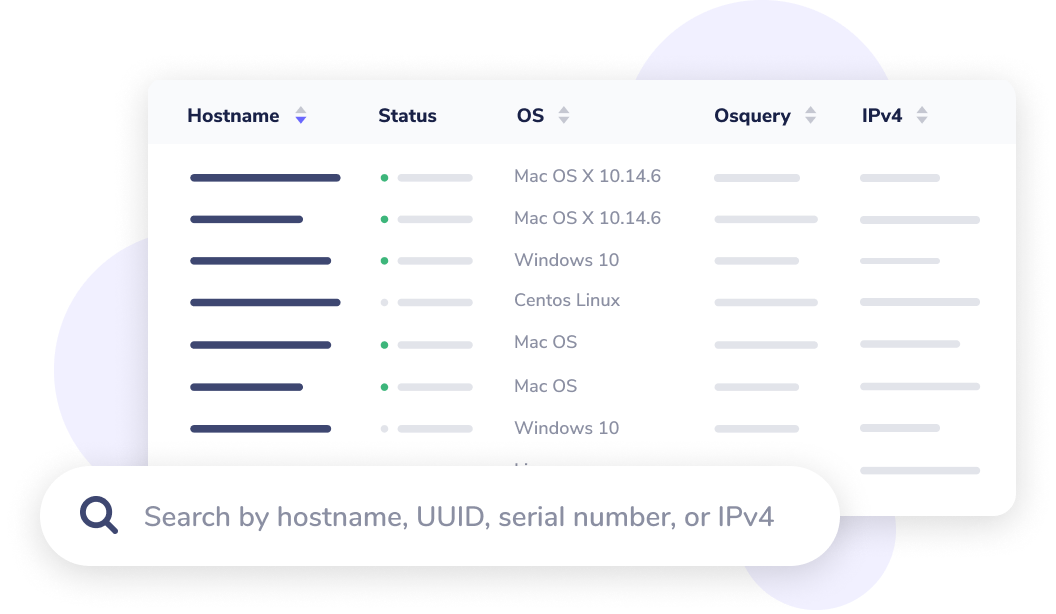 Hostname Status OS Osquery IPv4
Mac OS X 10.14.6
Mac OS X 10.14.6
Windows 10
Centos Linux
Mac OS
Mac OS
Windows 10
Search by hostname, UUID, serial number, or IPv4